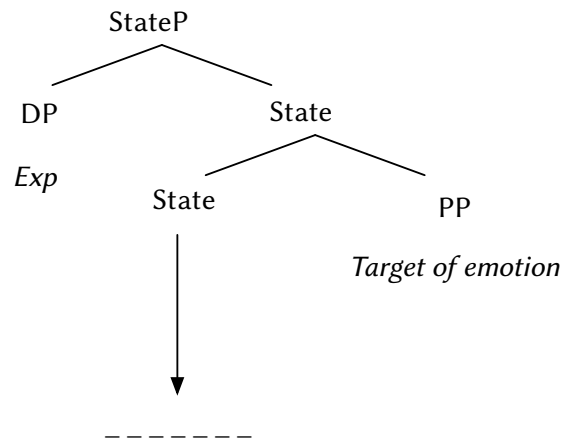 StateP
DP State
Exp
State PP
Target of emotion
_ _ _ _ _ _ _